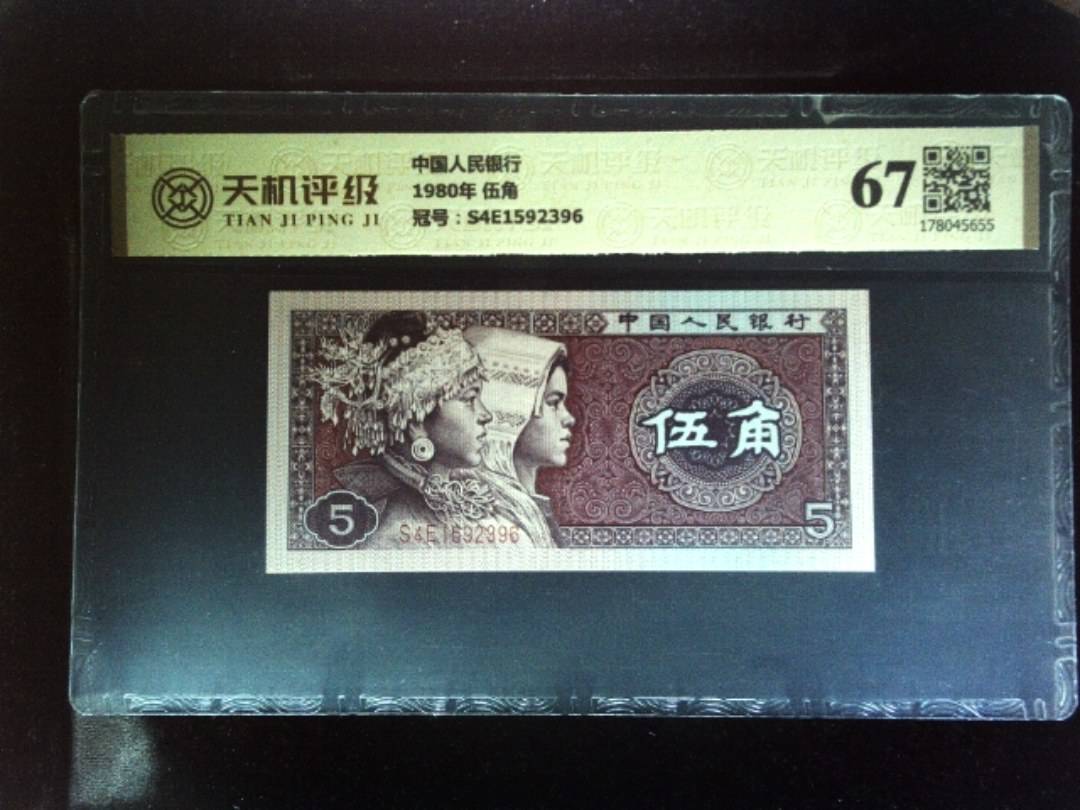 天机评级
TIAN JI PING JI
中国人民银行
1980年 伍角
冠号：S4E1592396
67
178045655
中国人民银行
伍角
5
S4E1592396
5